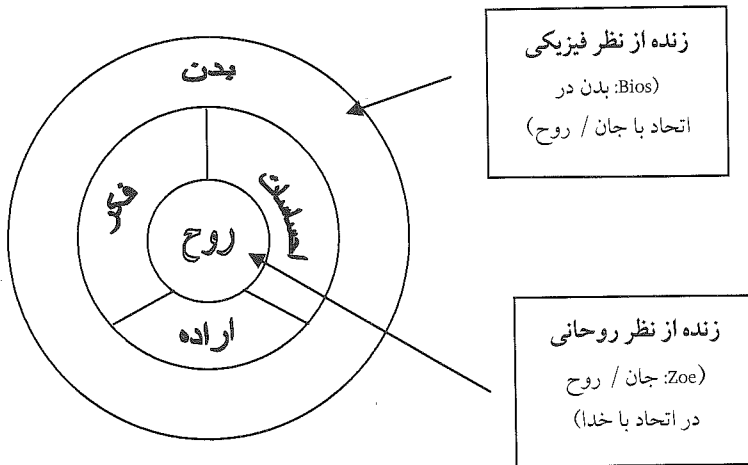 بدن
فکر
احساسات
روح
اراده
زنده از نظر فیزیکی
(Bios: بدن در
اتحاد با جان / روح)
زنده از نظر روحانی
(Zoe: جان / روح
در اتحاد با خدا)